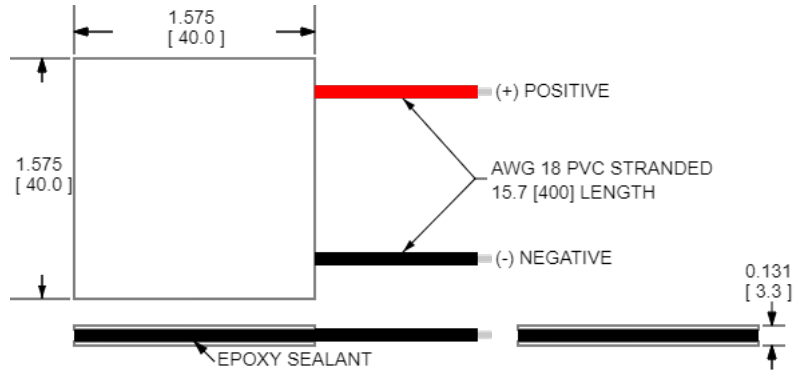 1.575
[ 40.0 ]
(+) POSITIVE
1.575
[ 40.0 ]
AWG 18 PVC STRANDED
15.7 [400] LENGTH
(-) NEGATIVE
0.131
[ 3.3 ]
EPOXY SEALANT